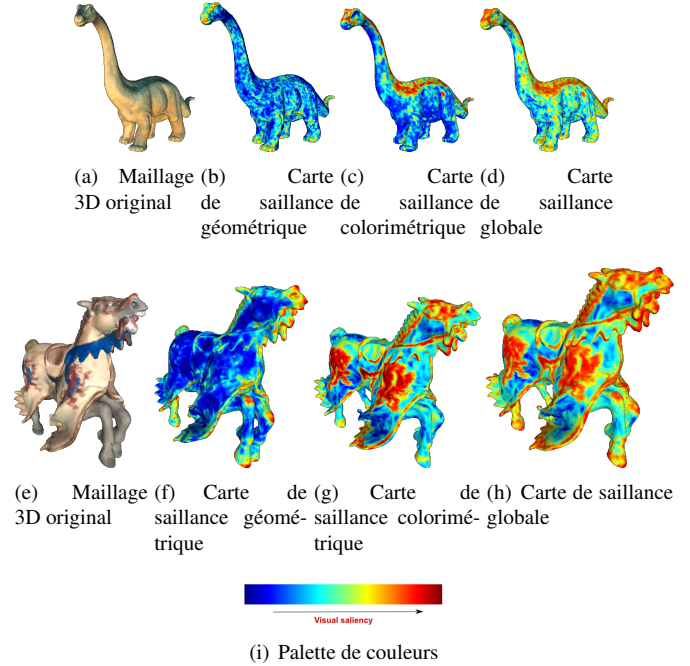 (a) Maillage
3D original
(b) Carte
de saillance
géométrique
(c) Carte
de saillance
colorimétrique
(d) Carte
de saillance
globale
(e) Maillage
3D original
(f) Carte de
saillance géomé-
trique
(g) Carte de
saillance colorimé-
trique
(h) Carte de saillance
globale
Visual saliency
(i) Palette de couleurs